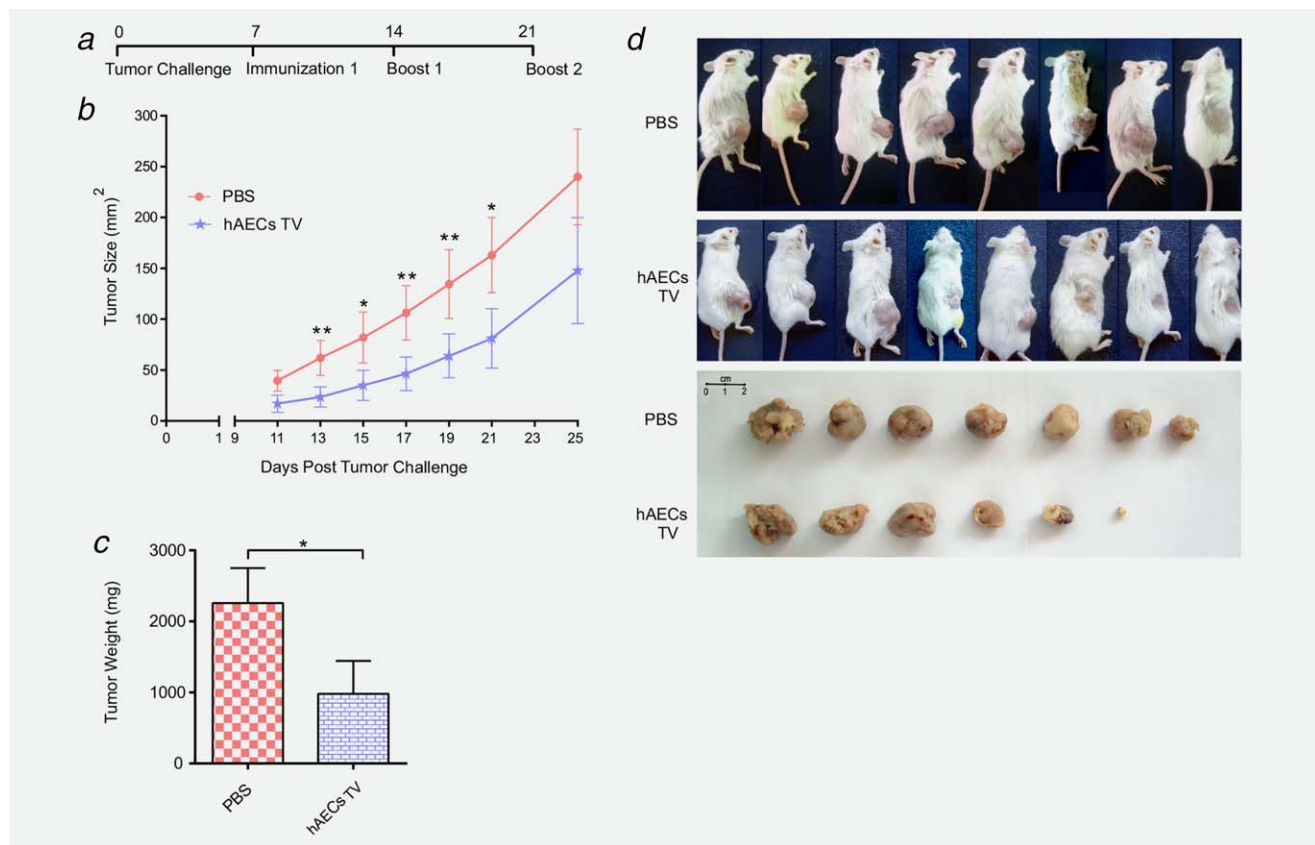 a
0 7 14 21
Tumor Challenge Immunization 1 Boost 1 Boost 2
b
300
250
200
150
100
50
0
Tumor Size (mm)2
PBS
hAECs TV
** * ** ** *
0 1 9 11 13 15 17 19 21 23 25
Days Post Tumor Challenge
c
*
3000
2000
1000
0
Tumor Weight (mg)
PBS
hAECs TV
d
PBS
hAECs
TV
cm
0 1 2
PBS
hAECs
TV